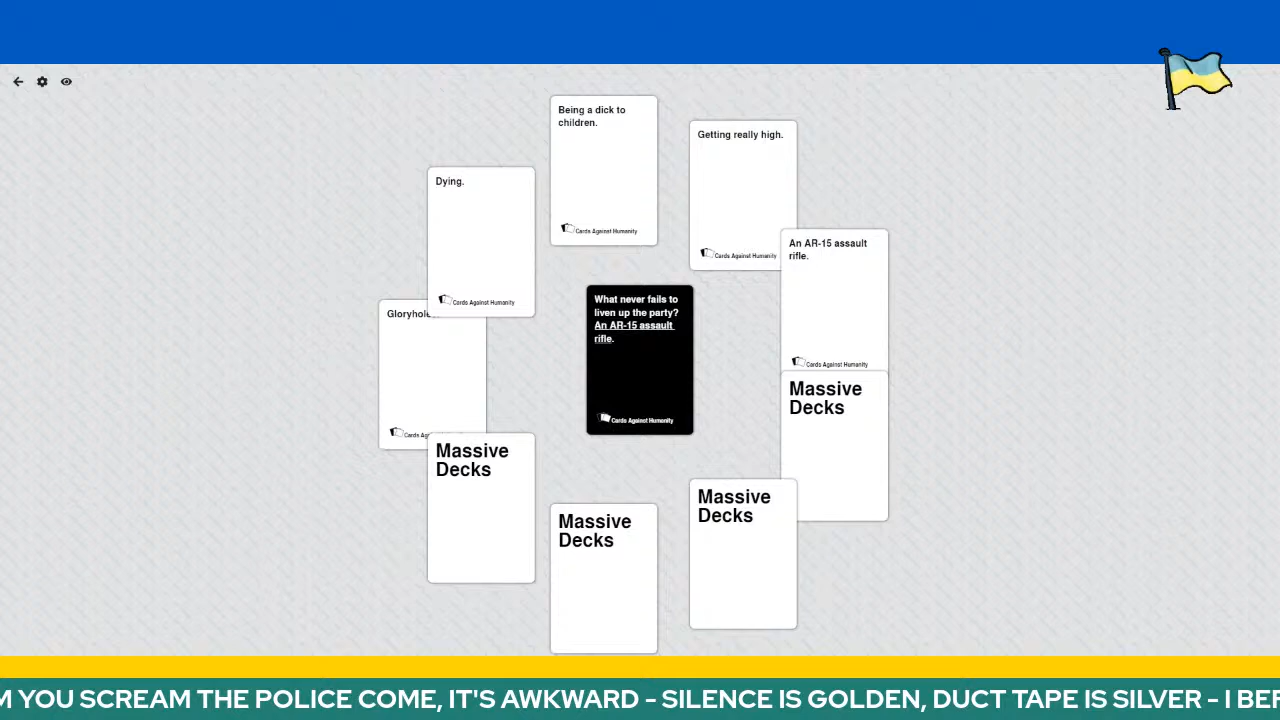 Being a dick to
children.
Cards Against Humanity
Getting really high.
Cards Against Humanity
Dying.
Cards Against Humanity
An AR-15 assault
rifle.
Cards Against Humanity
What never fails to
liven up the party?
An AR-15 assault
rifle.
Cards Against Humanity
Massive
Decks
Massive
Decks
Massive
Decks
Massive
Decks
YOU SCREAM THE POLICE COME, IT'S AWKWARD - SILENCE IS GOLDEN, DUCT TAPE IS SILVER - I